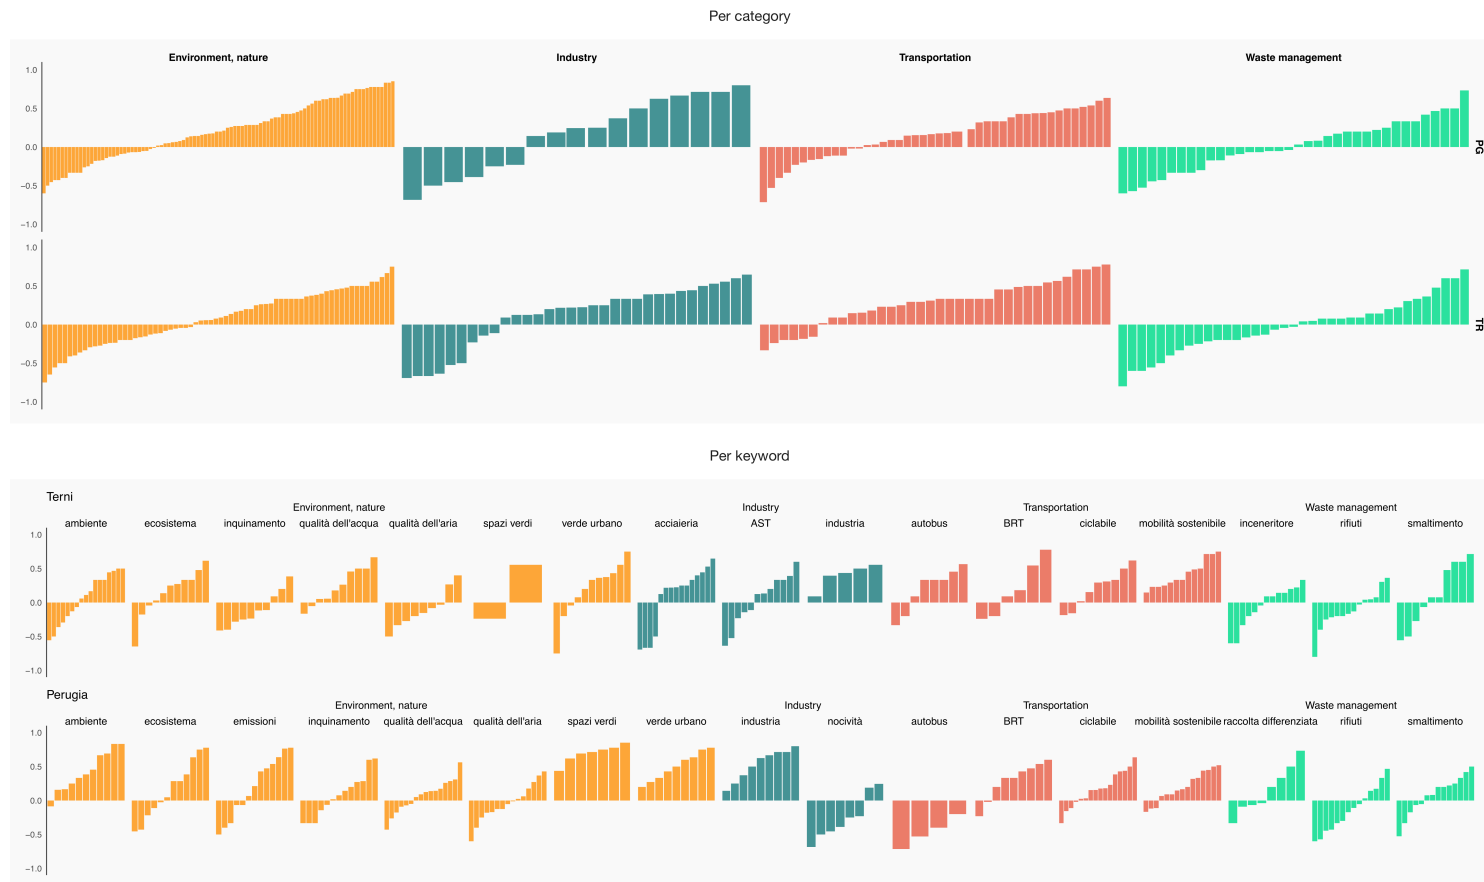 Per category
Environment, nature Industry Transportation Waste management
1.0
0.5
0.0
−0.5
−1.0
PG
1.0
0.5
0.0
−0.5
−1.0
TR
Per keyword
Terni
Environment, nature Industry Transportation Waste management
ambiente ecosistema inquinamento qualità dell'acqua qualità dell'aria spazi verdi verde urbano acciaieria AST industria autobus BRT ciclabile mobilità sostenibile inceneritore rifiuti smaltimento
1.0
0.5
0.0
−0.5
−1.0
Perugia
Environment, nature Industry Transportation Waste management
ambiente ecosistema emissioni inquinamento qualità dell'acqua qualità dell'aria spazi verdi verde urbano industria nocività autobus BRT ciclabile mobilità sostenibile raccolta differenziata rifiuti smaltimento
1.0
0.5
0.0
−0.5
−1.0